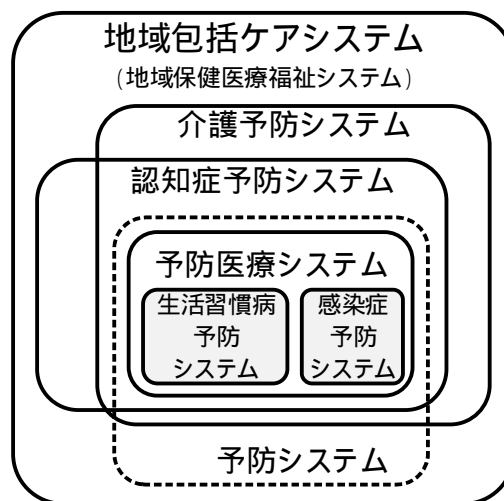 地域包括ケアシステム
（地域保健医療福祉システム）
介護予防システム
認知症予防システム
予防医療システム
生活習慣病
予防
システム
感染症
予防
システム
予防システム